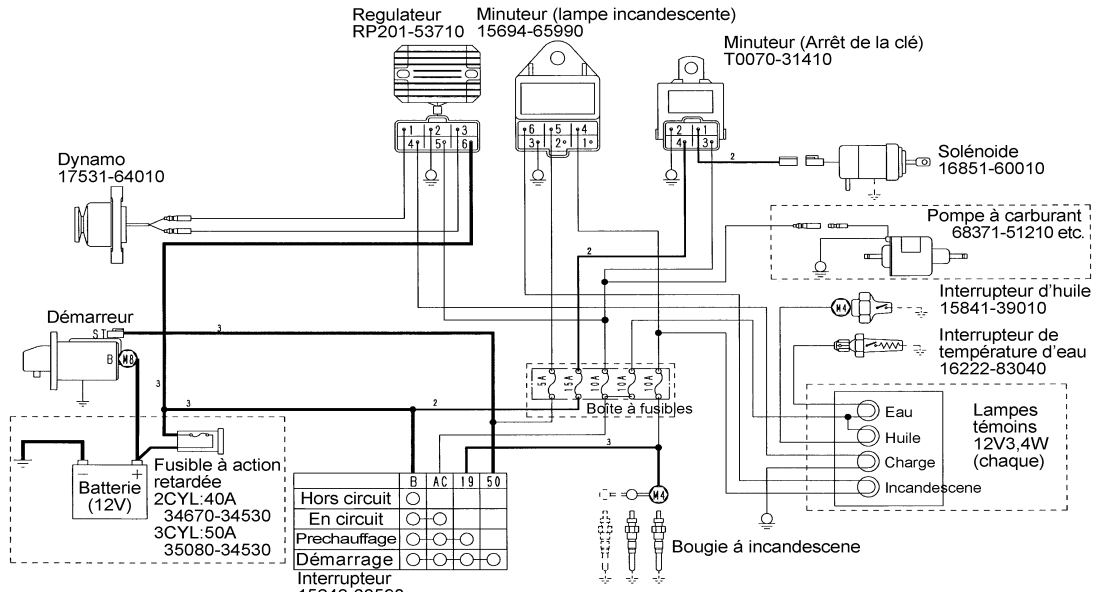 Regulateur
RP201-53710
Minuteur (lampe incandescente)
15694-65990
Minuteur (Arrêt de la clé)
T0070-31410
1 2 3
4 5 6
6 5 4
3 2 1
2 1
4 3
Dynamo
17531-64010
2
Solénoide
16851-60010
Pompe à carburant
68371-51210 etc.
2
Interrupteur d'huile
15841-39010
M4
Démarreur
ST
B
M8
3
Interrupteur de
température d'eau
16222-83040
3
5A
15A
10A
10A
10A
Boîte à fusibles
3
2
Eau
Huile
Charge
Incandescene
Lampes
témoins
12V3,4W
(chaque)
3
Batterie
(12V)
- +
Fusible à action
retardée
2CYL:40A
34670-34530
3CYL:50A
35080-34530
B AC 19 50
Hors circuit
En circuit
Prechauffage
Démarrage
Interrupteur
M4
Bougie á incandescene